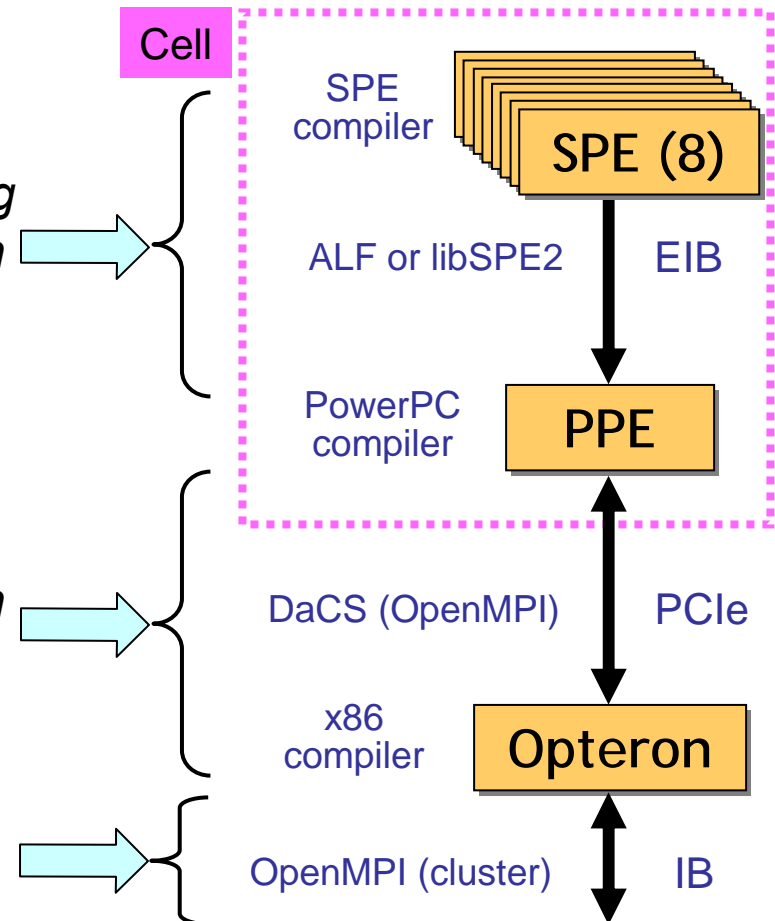 Cell
SPE
compiler
SPE (8)
ALF or libSPE2
EIB
PowerPC
compiler
PPE
DaCS (OpenMPI)
PCIe
x86
compiler
Opteron
OpenMPI (cluster)
IB